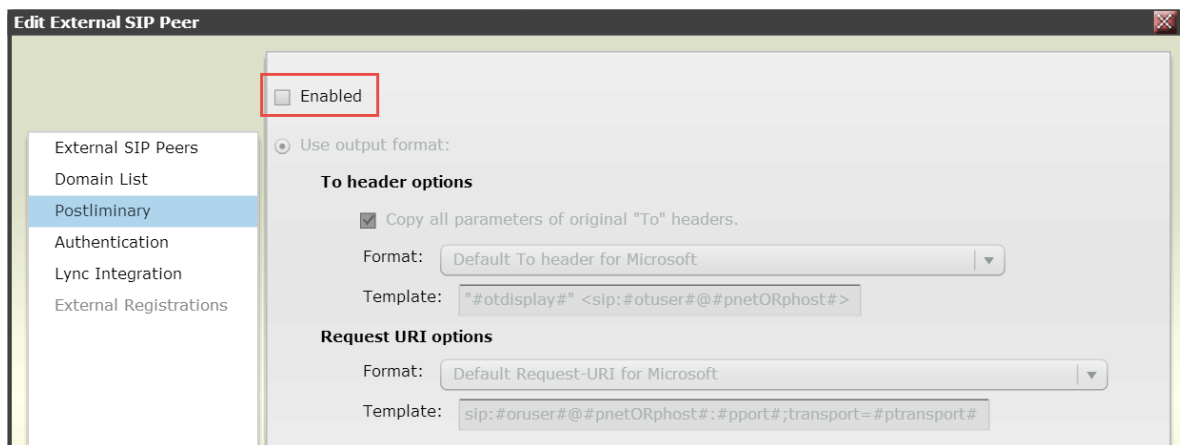 Edit External SIP Peer
Enabled
External SIP Peers
Domain List
Postliminary
Authentication
Lync Integration
External Registrations
Use output format:
To header options
Copy all parameters of original "To" headers.
Format: Default To header for Microsoft
Template: "#otdisplay#" <sip:#otuser#@#pnetORphost#>
Request URI options
Format: Default Request-URI for Microsoft
Template: sip:#oruser#@#pnetORphost#:#pport#;transport=#ptransport#